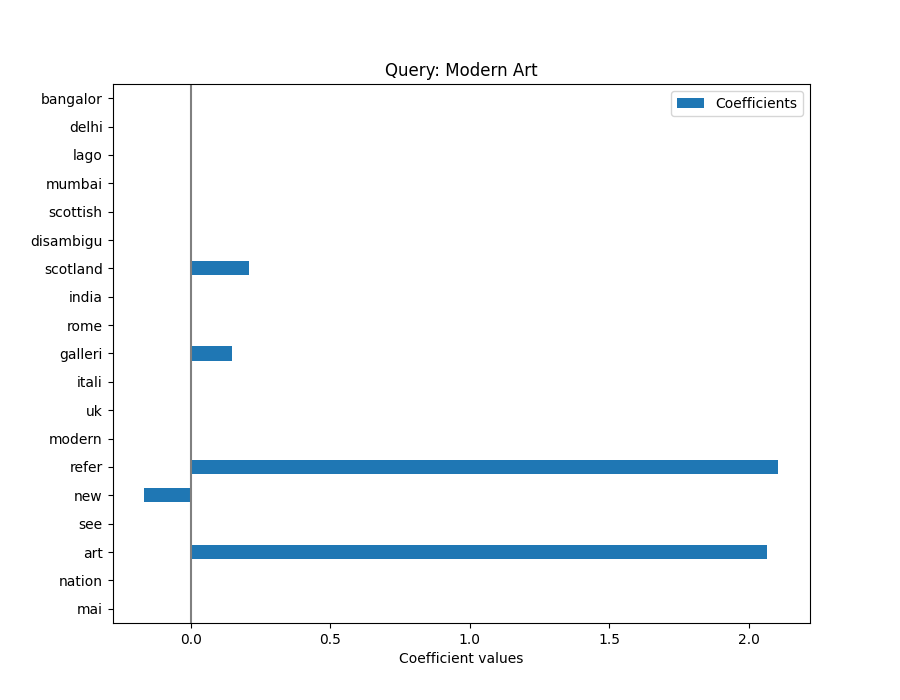 Query: Modern Art
Coefficients
bangalor
delhi
lago
mumbai
scottish
disambigu
scotland
india
rome
galleri
itali
uk
modern
refer
new
see
art
nation
mai
0.0 0.5 1.0 1.5 2.0
Coefficient values